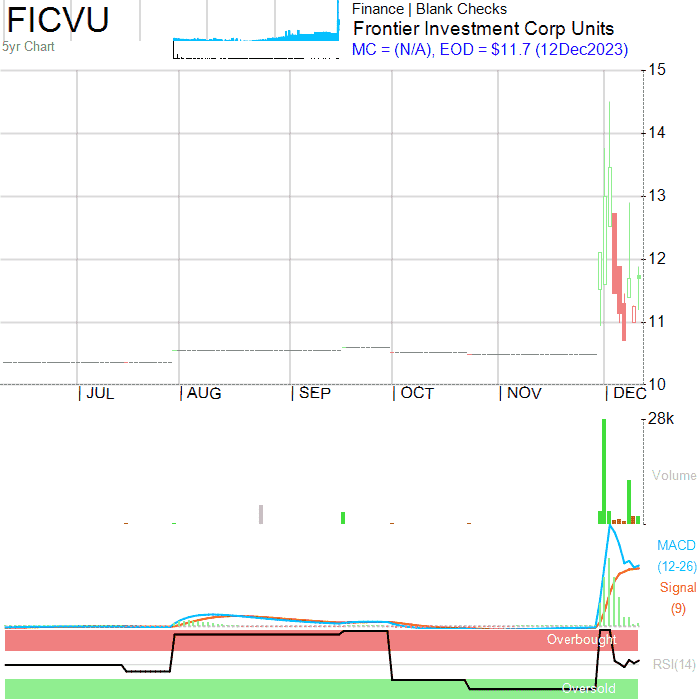 FICVU
5yr Chart
Finance | Blank Checks
Frontier Investment Corp Units
MC = (N/A), EOD = $11.7 (12Dec2023)
15
14
13
12
11
10
JUL
AUG
SEP
OCT
NOV
DEC
28k
Volume
MACD
(12-26)
Signal
(9)
Overbought
RSI(14)
Oversold